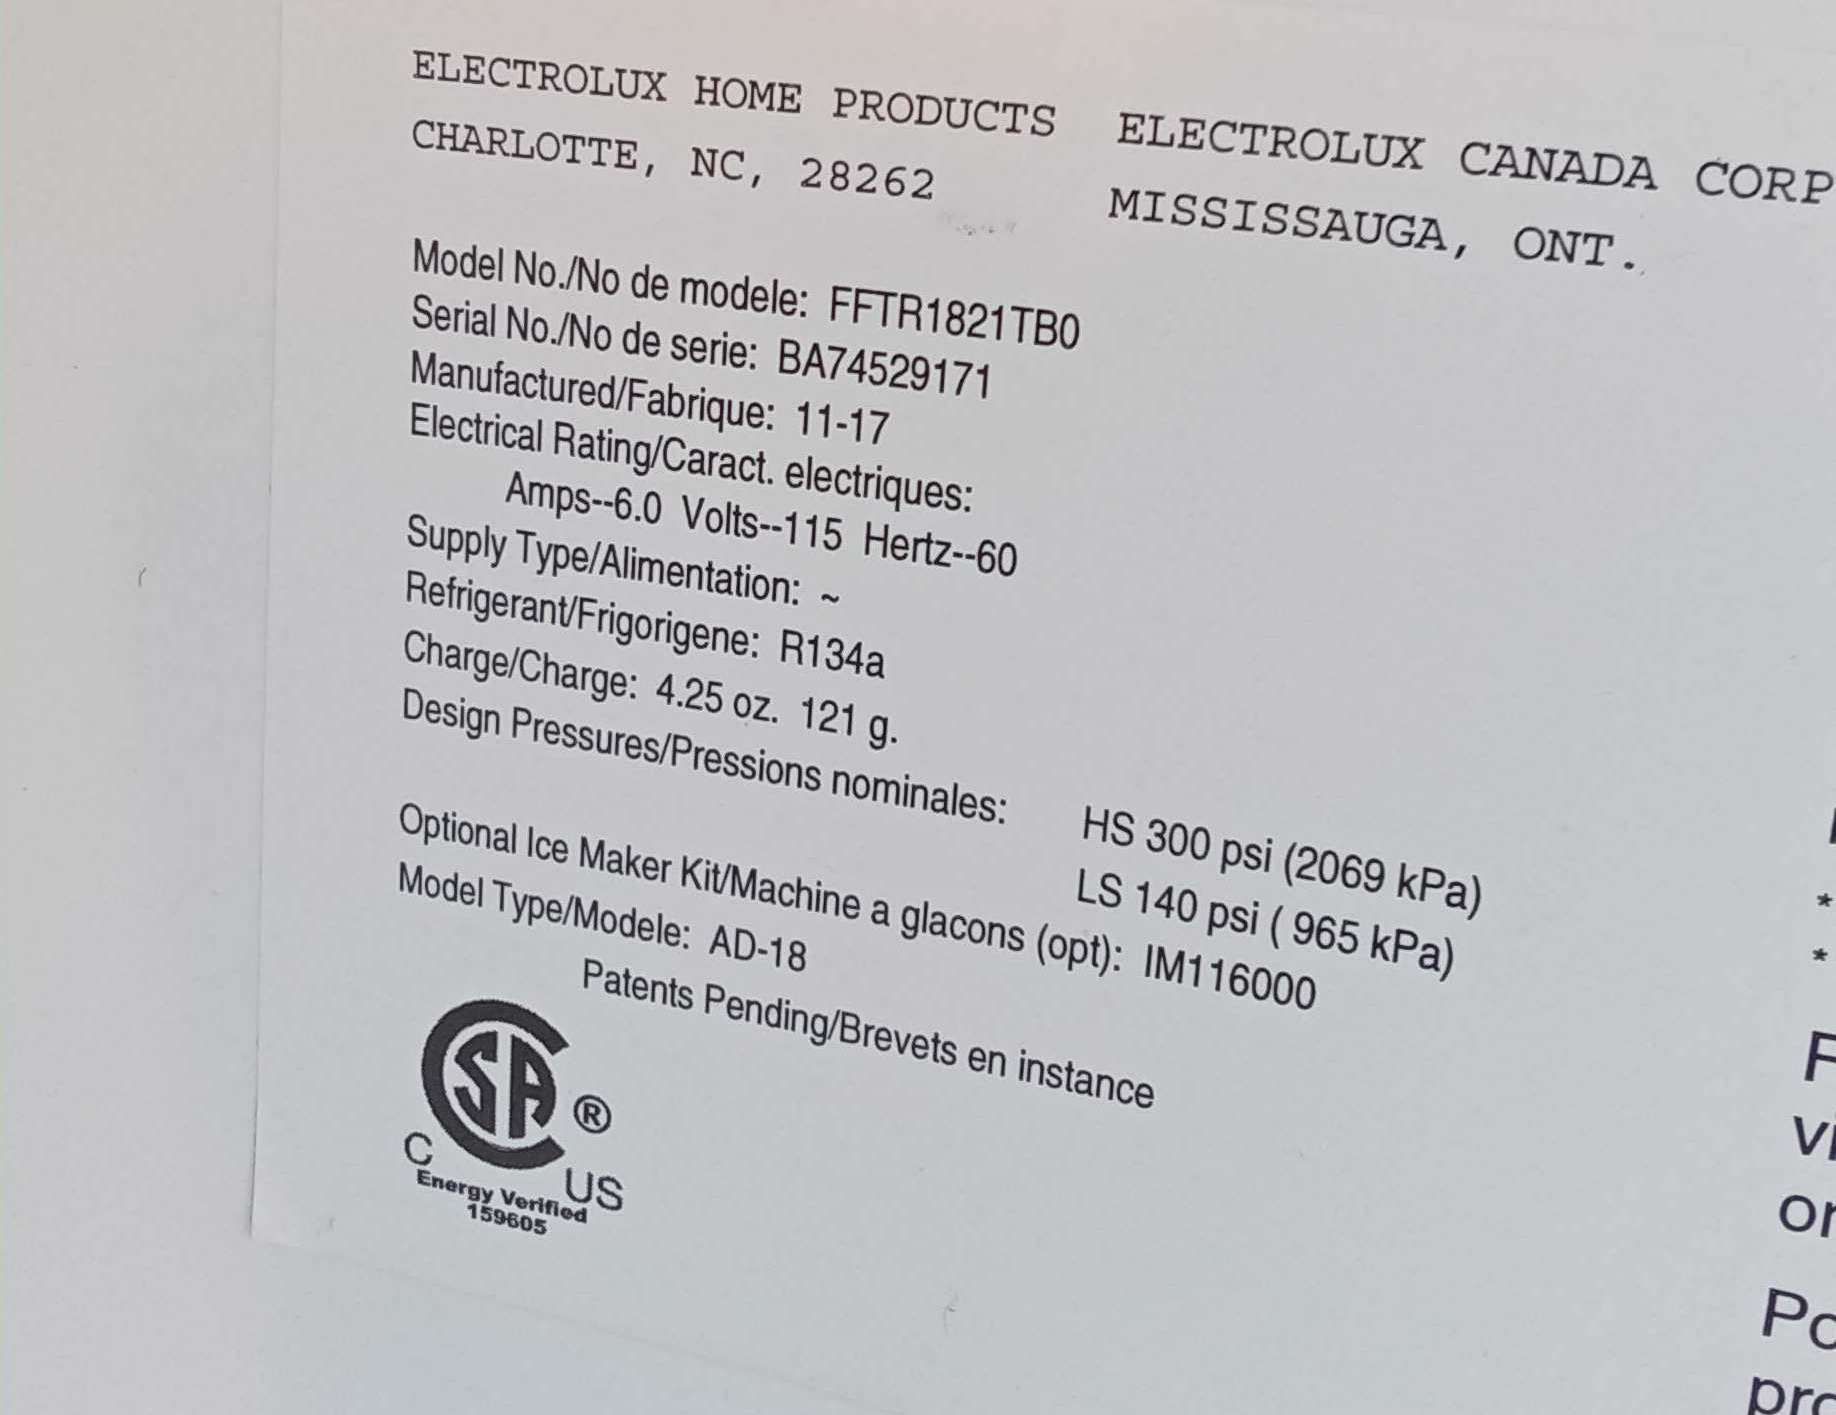 ELECTROLUX HOME PRODUCTS ELECTROLUX CANADA CORP
CHARLOTTE, NC, 28262 MISSISSAUGA, ONT.
Model No./No de modele: FFTR1821TB0
Serial No./No de serie: BA74529171
Manufactured/Fabrique: 11-17
Electrical Rating/Caract. electriques:
Amps--6.0 Volts--115 Hertz--60
Supply Type/Alimentation: ~
Refrigerant/Frigorigene: R134a
Charge/Charge: 4.25 oz. 121 g.
Design Pressures/Pressions nominales: HS 300 psi (2069 kPa)
LS 140 psi ( 965 kPa)
Optional Ice Maker Kit/Machine a glacons (opt): IM116000
Model Type/Modele: AD-18
Patents Pending/Brevets en instance
CSA ®
C US
Energy Verified
159605
*
*